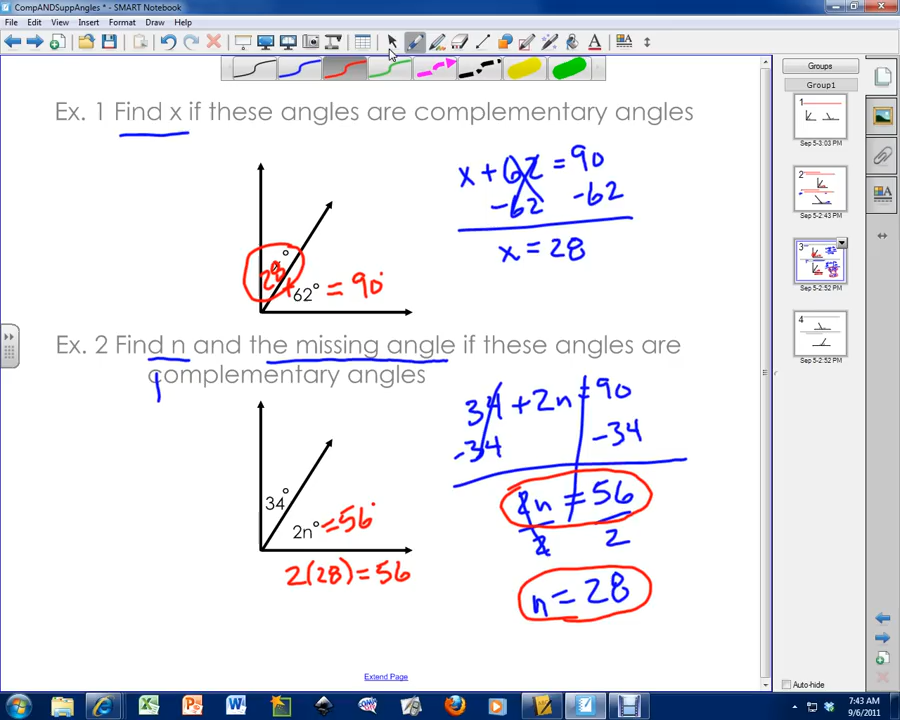 CompANDSuppAngles * - SMART Notebook
File Edit View Insert Format Draw Help
Ex. 1 Find x if these angles are complementary angles
x + 62 = 90
-62 -62
x = 28
x°
28
+
62° = 90°
Ex. 2 Find n and the missing angle if these angles are
complementary angles
34 + 2n = 90
-34 -34
2n = 56
2 2
n = 28
34°
2n° = 56°
2(28) = 56
Extend Page
Groups
Group1
1
Sep 5-3:03 PM
2
Sep 5-2:43 PM
3
Sep 5-2:52 PM
4
Sep 5-2:52 PM
Auto-hide
7:43 AM
9/6/2011